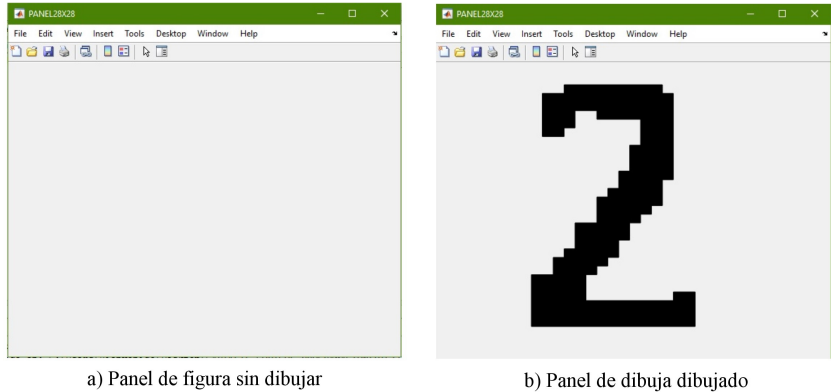 PANEL28X28
File Edit View Insert Tools Desktop Window Help
a) Panel de figura sin dibujar
PANEL28X28
File Edit View Insert Tools Desktop Window Help
2
b) Panel de dibuja dibujado